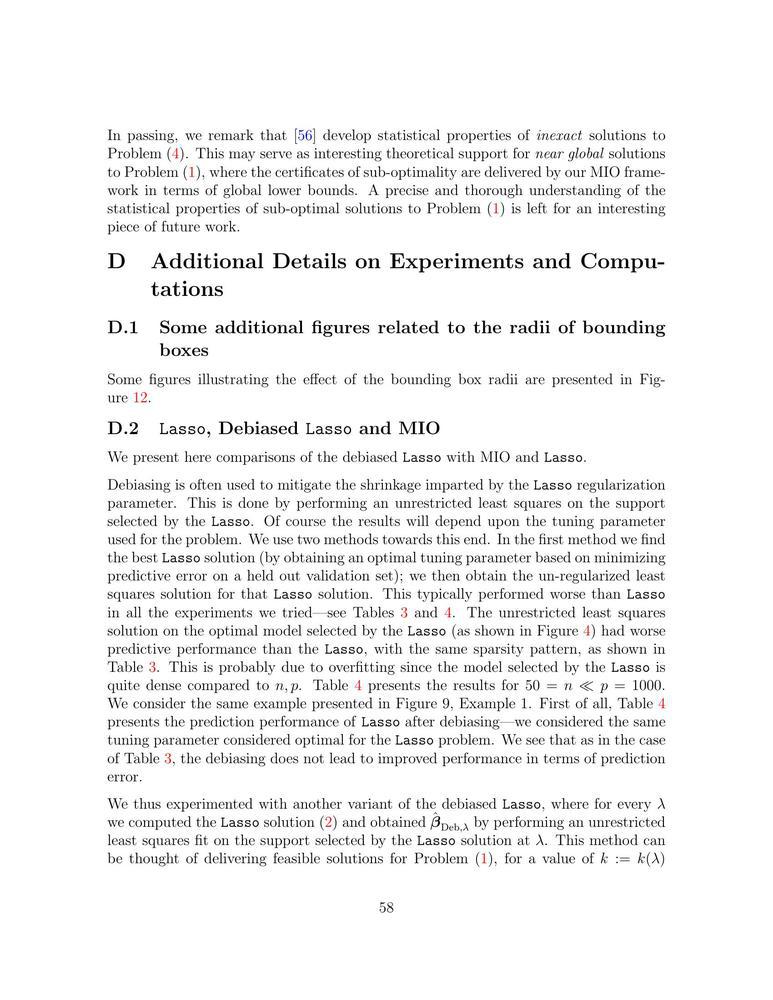 In passing, we remark that [56] develop statistical properties of inexact solutions to
Problem (4). This may serve as interesting theoretical support for near global solutions
to Problem (1), where the certificates of sub-optimality are delivered by our MIO frame-
work in terms of global lower bounds. A precise and thorough understanding of the
statistical properties of sub-optimal solutions to Problem (1) is left for an interesting
piece of future work.
D Additional Details on Experiments and Compu-
tations
D.1 Some additional figures related to the radii of bounding
boxes
Some figures illustrating the effect of the bounding box radii are presented in Fig-
ure 12.
D.2 Lasso, Debiased Lasso and MIO
We present here comparisons of the debiased Lasso with MIO and Lasso.
Debiasing is often used to mitigate the shrinkage imparted by the Lasso regularization
parameter. This is done by performing an unrestricted least squares on the support
selected by the Lasso. Of course the results will depend upon the tuning parameter
used for the problem. We use two methods towards this end. In the first method we find
the best Lasso solution (by obtaining an optimal tuning parameter based on minimizing
predictive error on a held out validation set); we then obtain the un-regularized least
squares solution for that Lasso solution. This typically performed worse than Lasso
in all the experiments we tried—see Tables 3 and 4. The unrestricted least squares
solution on the optimal model selected by the Lasso (as shown in Figure 4) had worse
predictive performance than the Lasso, with the same sparsity pattern, as shown in
Table 3. This is probably due to overfitting since the model selected by the Lasso is
quite dense compared to n, p. Table 4 presents the results for 50 = n ≪ p = 1000.
We consider the same example presented in Figure 9, Example 1. First of all, Table 4
presents the prediction performance of Lasso after debiasing—we considered the same
tuning parameter considered optimal for the Lasso problem. We see that as in the case
of Table 3, the debiasing does not lead to improved performance in terms of prediction
error.
We thus experimented with another variant of the debiased Lasso, where for every λ
we computed the Lasso solution (2) and obtained β̂_{Deb,λ} by performing an unrestricted
least squares fit on the support selected by the Lasso solution at λ. This method can
be thought of delivering feasible solutions for Problem (1), for a value of k := k(λ)
58